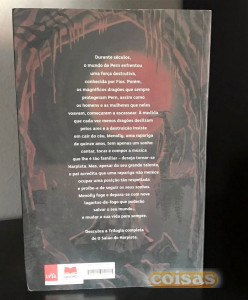 Durante séculos,
o mundo de Pern enfrentou
uma força destrutiva,
conhecida por Fios. Porém,
os magníficos dragões que sempre
protegeram Pern, assim como
os homens e as mulheres que neles
voavam, começaram a escassear. À medida
que cada vez menos dragões deslizam
pelos ares e a destruição insiste
em cair do céu, Menolly, uma rapariga
de quinze anos, tem apenas um sonho:
cantar, tocar e compor a música
que lhe é tão familiar – deseja tornar-se
Harpista. Mas, apesar do seu grande talento,
o pai acredita que uma rapariga não merece
ocupar uma posição tão respeitada
e proíbe-a de seguir os seus sonhos.
Menolly foge e depara-se com nove
lagartos-de-fogo que poderão
salvar o seu mundo...
e mudar a sua vida para sempre.
Descubra a Trilogia completa
de O Salão do Harpista.
coisas